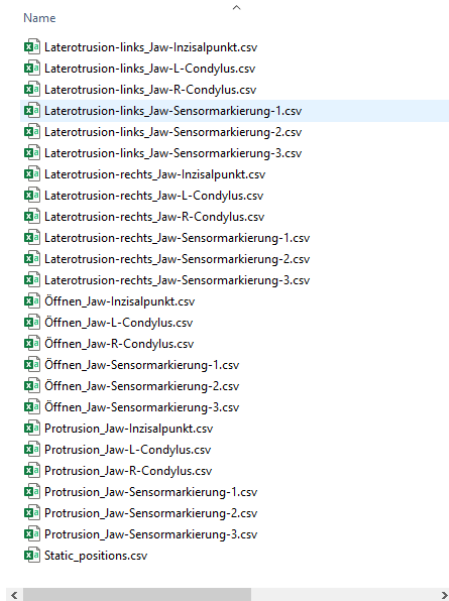 Name
Laterotrusion-links_Jaw-Inzisalpunkt.csv
Laterotrusion-links_Jaw-L-Condylus.csv
Laterotrusion-links_Jaw-R-Condylus.csv
Laterotrusion-links_Jaw-Sensormarkierung-1.csv
Laterotrusion-links_Jaw-Sensormarkierung-2.csv
Laterotrusion-links_Jaw-Sensormarkierung-3.csv
Laterotrusion-rechts_Jaw-Inzisalpunkt.csv
Laterotrusion-rechts_Jaw-L-Condylus.csv
Laterotrusion-rechts_Jaw-R-Condylus.csv
Laterotrusion-rechts_Jaw-Sensormarkierung-1.csv
Laterotrusion-rechts_Jaw-Sensormarkierung-2.csv
Laterotrusion-rechts_Jaw-Sensormarkierung-3.csv
Öffnen_Jaw-Inzisalpunkt.csv
Öffnen_Jaw-L-Condylus.csv
Öffnen_Jaw-R-Condylus.csv
Öffnen_Jaw-Sensormarkierung-1.csv
Öffnen_Jaw-Sensormarkierung-2.csv
Öffnen_Jaw-Sensormarkierung-3.csv
Protrusion_Jaw-Inzisalpunkt.csv
Protrusion_Jaw-L-Condylus.csv
Protrusion_Jaw-R-Condylus.csv
Protrusion_Jaw-Sensormarkierung-1.csv
Protrusion_Jaw-Sensormarkierung-2.csv
Protrusion_Jaw-Sensormarkierung-3.csv
Static_positions.csv